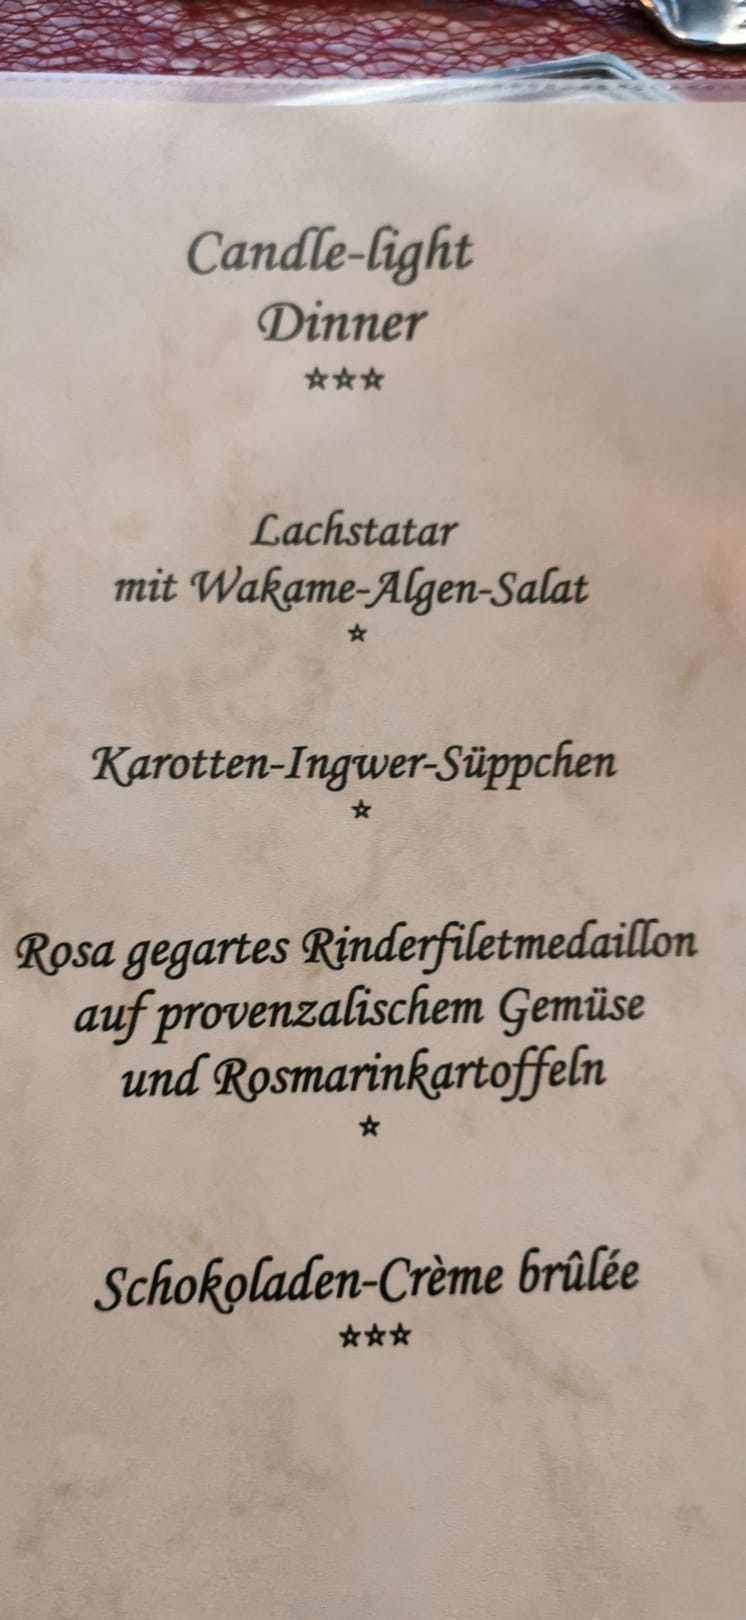 Candle-light
Dinner
☆☆☆
Lachstatar
mit Wakame-Algen-Salat
☆
Karotten-Ingwer-Süppchen
☆
Rosa gegartes Rinderfiletmedaillon
auf provenzalischem Gemüse
und Rosmarinkartoffeln
☆
Schokoladen-Crème brûlée
☆☆☆